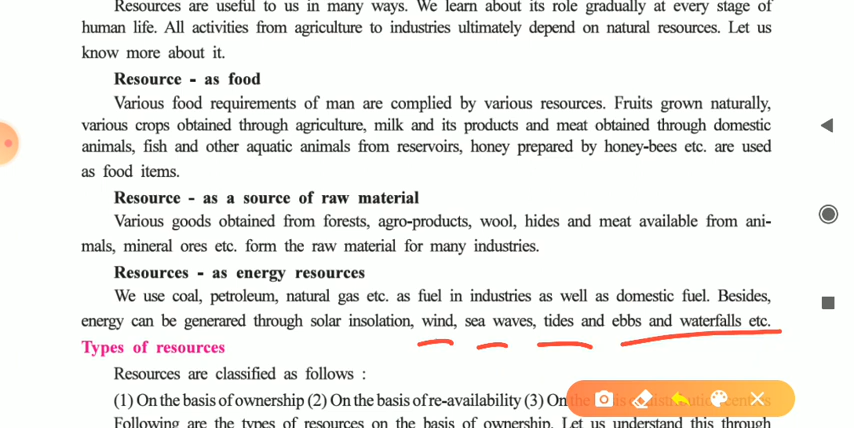 Resources are useful to us in many ways. We learn about its role gradually at every stage of
human life. All activities from agriculture to industries ultimately depend on natural resources. Let us
know more about it.
Resource - as food
Various food requirements of man are complied by various resources. Fruits grown naturally,
various crops obtained through agriculture, milk and its products and meat obtained through domestic
animals, fish and other aquatic animals from reservoirs, honey prepared by honey-bees etc. are used
as food items.
Resource - as a source of raw material
Various goods obtained from forests, agro-products, wool, hides and meat available from ani-
mals, mineral ores etc. form the raw material for many industries.
Resources - as energy resources
We use coal, petroleum, natural gas etc. as fuel in industries as well as domestic fuel. Besides,
energy can be generared through solar insolation, wind, sea waves, tides and ebbs and waterfalls etc.
Types of resources
Resources are classified as follows :
(1) On the basis of ownership (2) On the basis of re-availability (3) On
Following are the types of resources on the basis of ownership. Let us understand this through